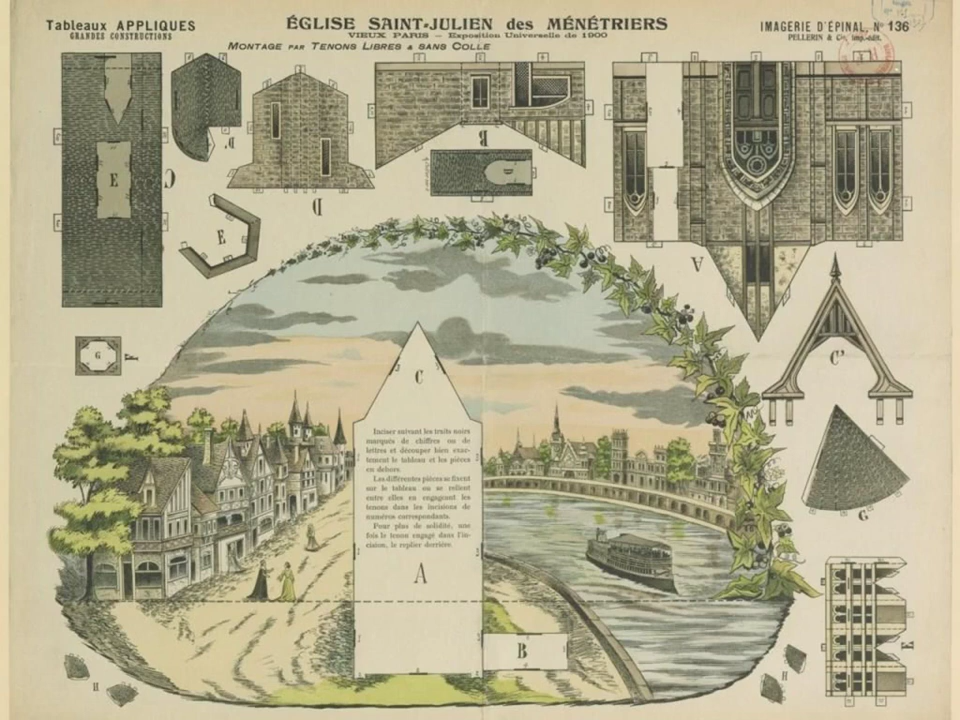 Tableaux APPLIQUES
GRANDES CONSTRUCTIONS
ÉGLISE SAINT-JULIEN des MÉNÉTRIERS
VIEUX PARIS — Exposition Universelle de 1900
MONTAGE PAR TENONS LIBRES & SANS COLLE
IMAGERIE D'ÉPINAL, No 136
PELLERIN & Cie, imp.-édit.
E
C
D'
D
B
D
E
A
C'
G
F
G
C
Inciser suivant les traits noirs
marqués de chiffres ou de
lettres et découper bien exac-
tement le tableau et les pièces
en dehors.
Les différentes pièces se fixent
sur le tableau ou se relient
entre elles en engageant les
tenons dans les incisions de
numéros correspondants.
Pour plus de solidité, une
fois le tenon engagé dans l'in-
cision, le replier derrière.
A
B
E
H
H